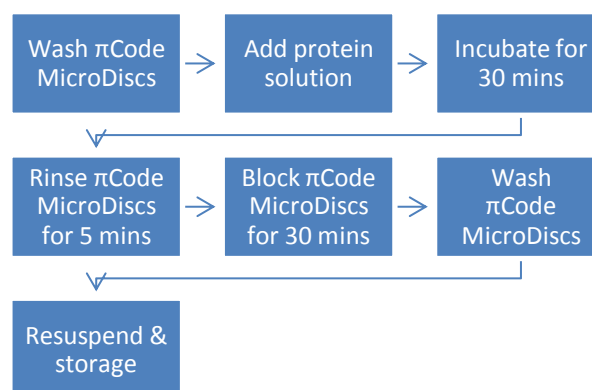 Wash πCode
MicroDiscs
Add protein
solution
Incubate for
30 mins
Rinse πCode
MicroDiscs
for 5 mins
Block πCode
MicroDiscs
for 30 mins
Wash
πCode
MicroDiscs
Resuspend &
storage